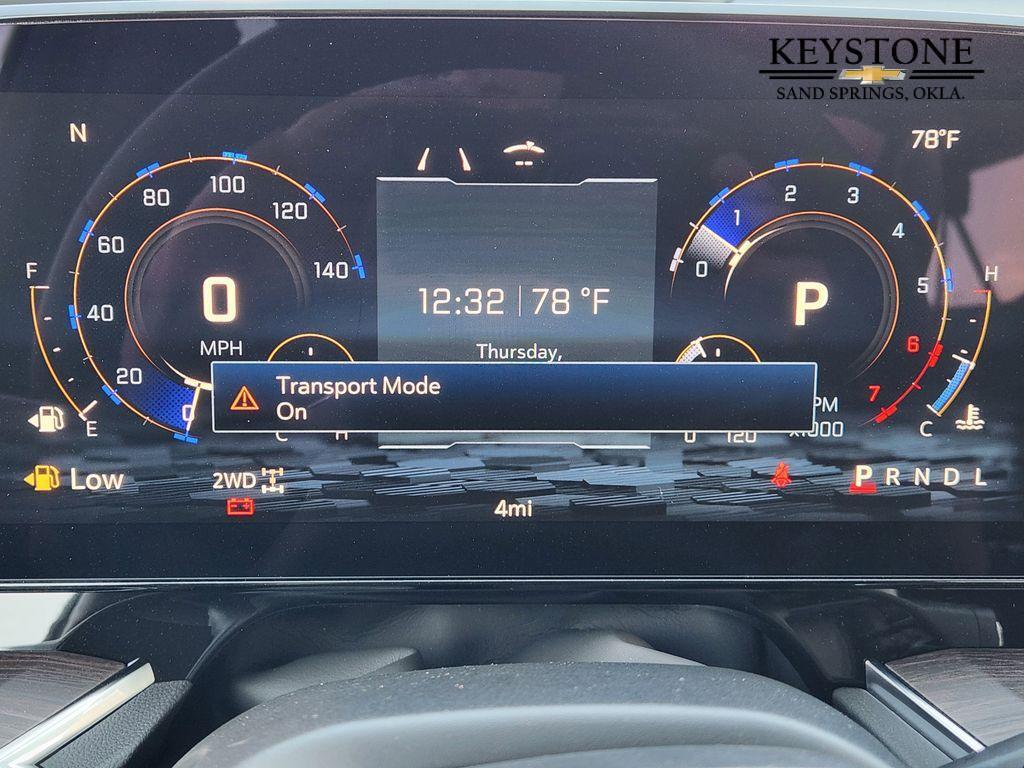 KEYSTONE
SAND SPRINGS, OKLA.
N
78°F
0 20 40 60 80 100 120 140
0
MPH
F
E
12:32 | 78 °F
Thursday,
0 1 2 3 4 5 6 7
P
PM
x1000
H
C
Transport Mode
On
C H
0 120
Low
2WD
4mi
P R N D L